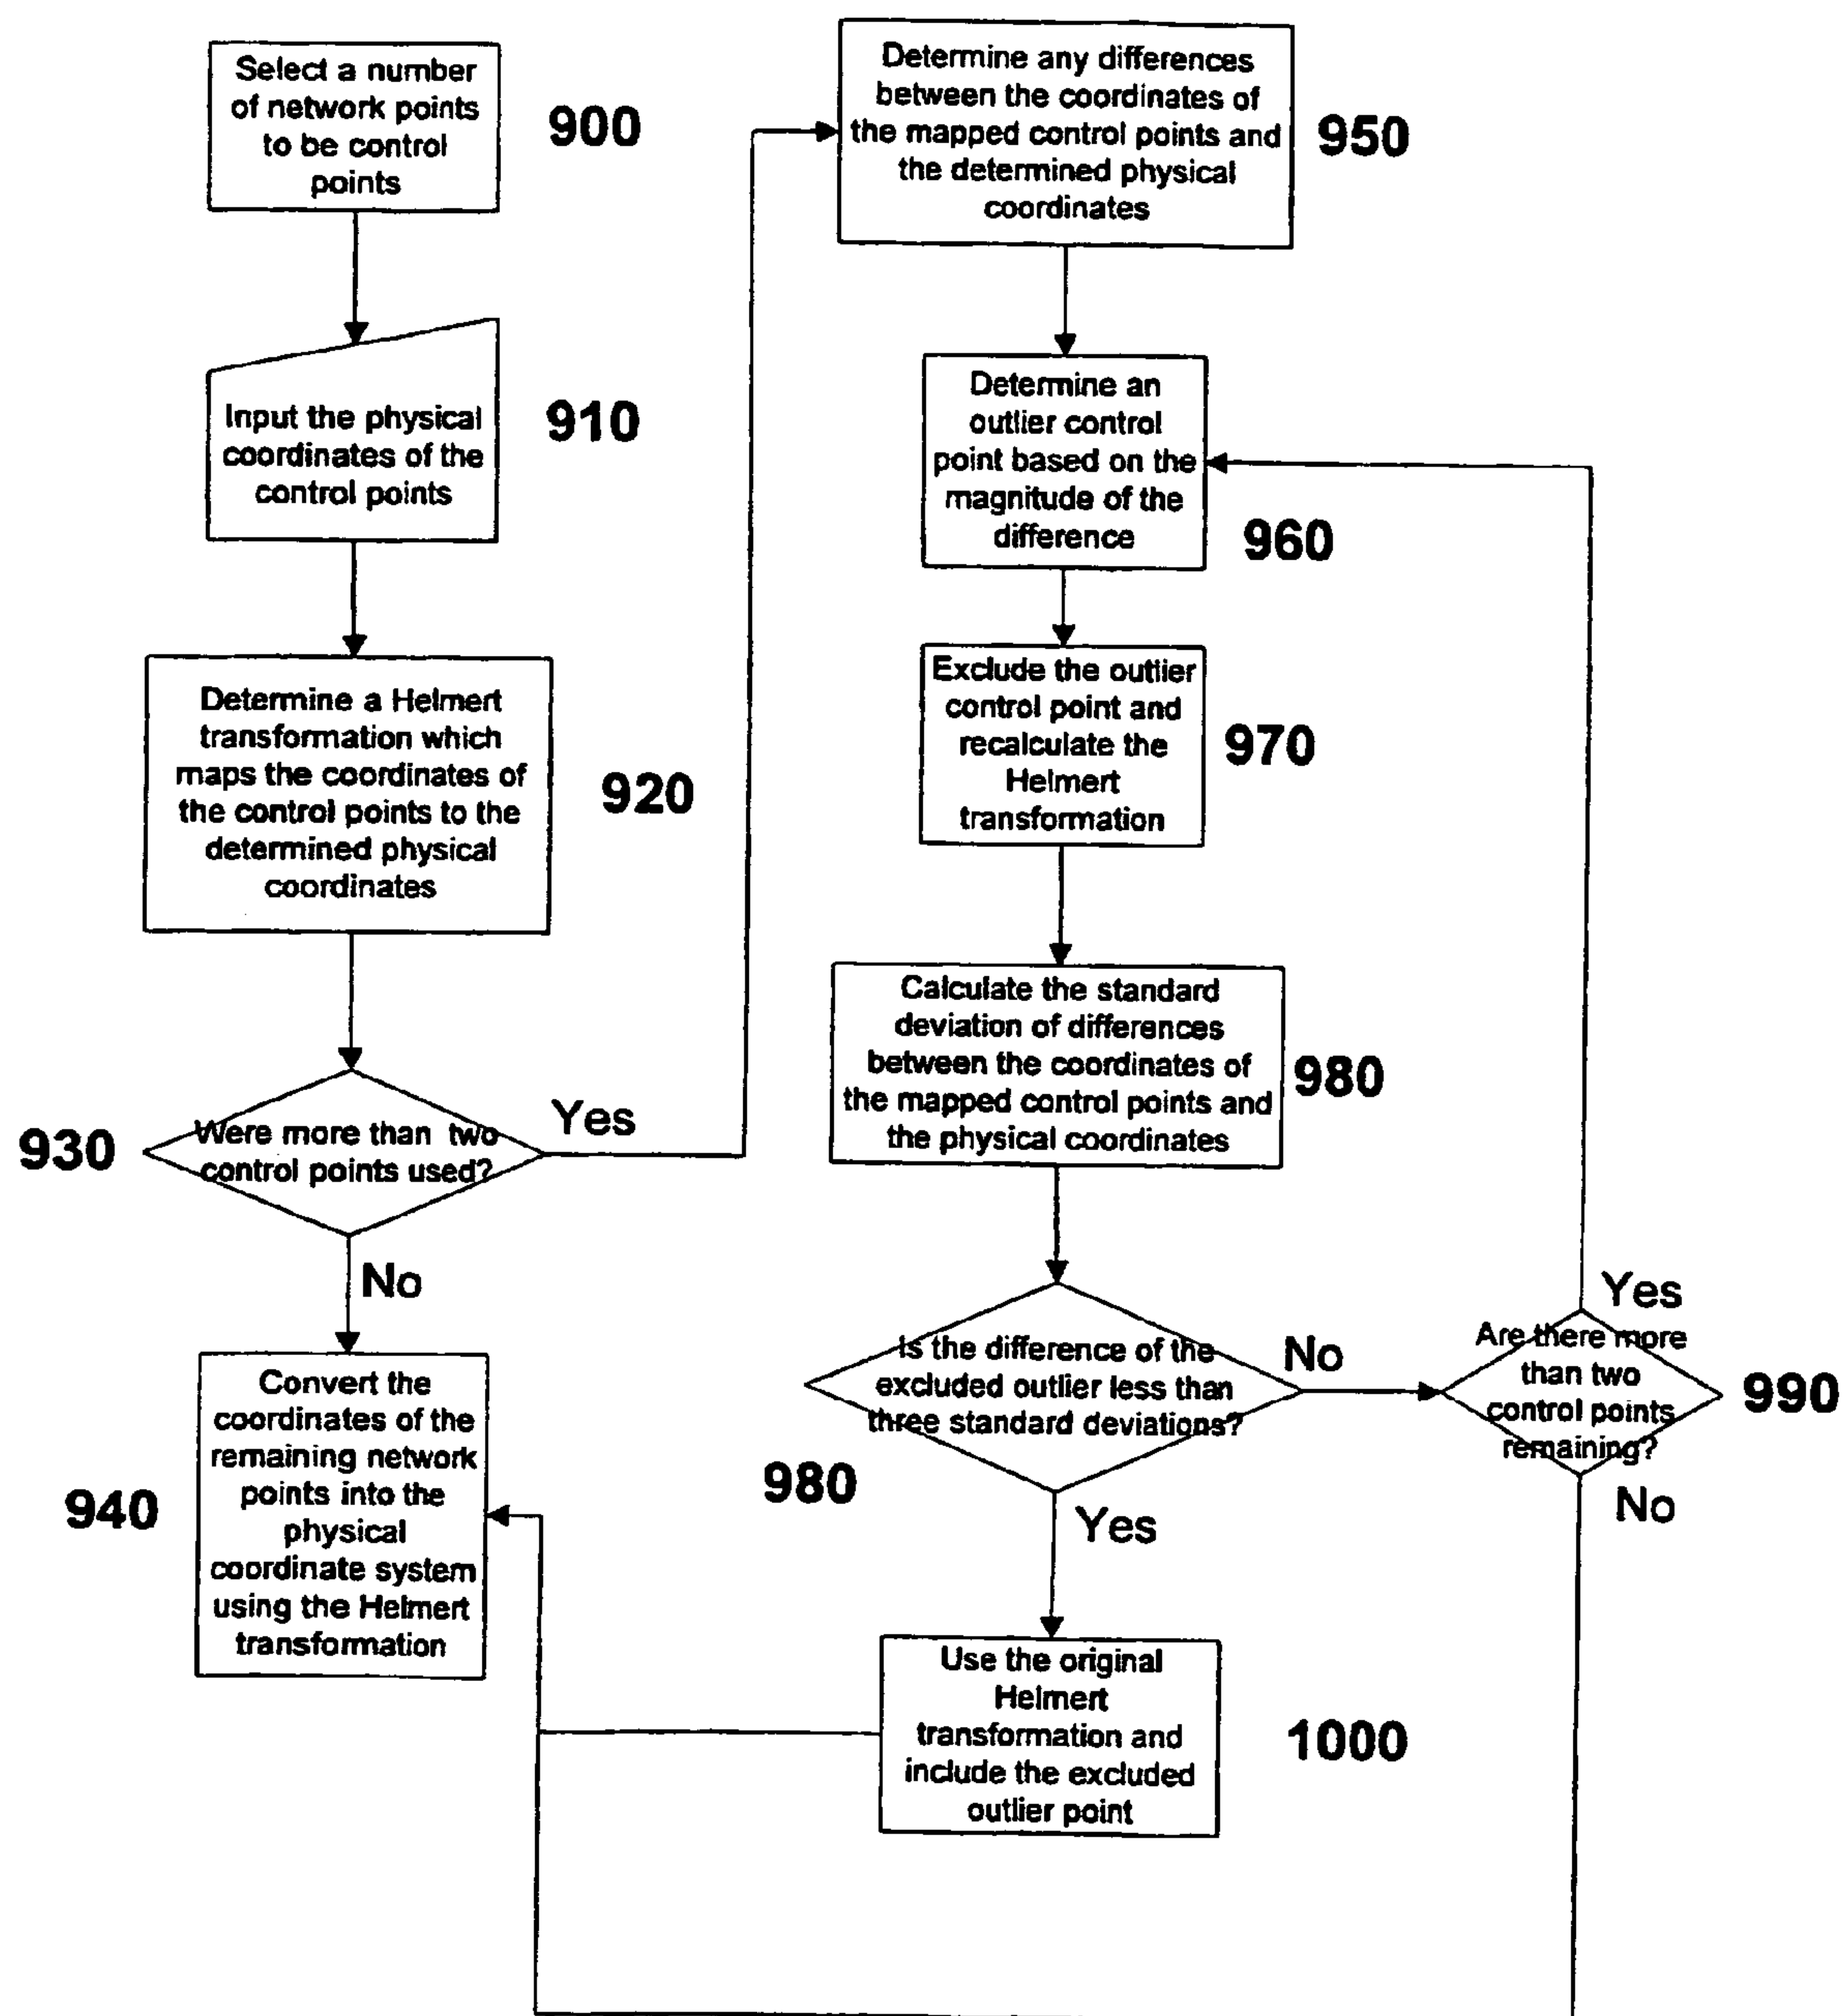 Select a number
of network points
to be control
points
900
Input the physical
coordinates of the
control points
910
Determine a Helmert
transformation which
maps the coordinates of
the control points to the
determined physical
coordinates
920
Were more than two
control points used?
930
Yes
No
Convert the
coordinates of the
remaining network
points into the
physical
coordinate system
using the Helmert
transformation
940
Determine any differences
between the coordinates of
the mapped control points and
the determined physical
coordinates
950
Determine an
outlier control
point based on the
magnitude of the
difference
960
Exclude the outlier
control point and
recalculate the
Helmert
transformation
970
Calculate the standard
deviation of differences
between the coordinates of
the mapped control points and
the physical coordinates
980
Is the difference of the
excluded outlier less than
three standard deviations?
980
No
Yes
Are there more
than two
control points
remaining?
990
Yes
No
Use the original
Helmert
transformation and
include the excluded
outlier point
1000